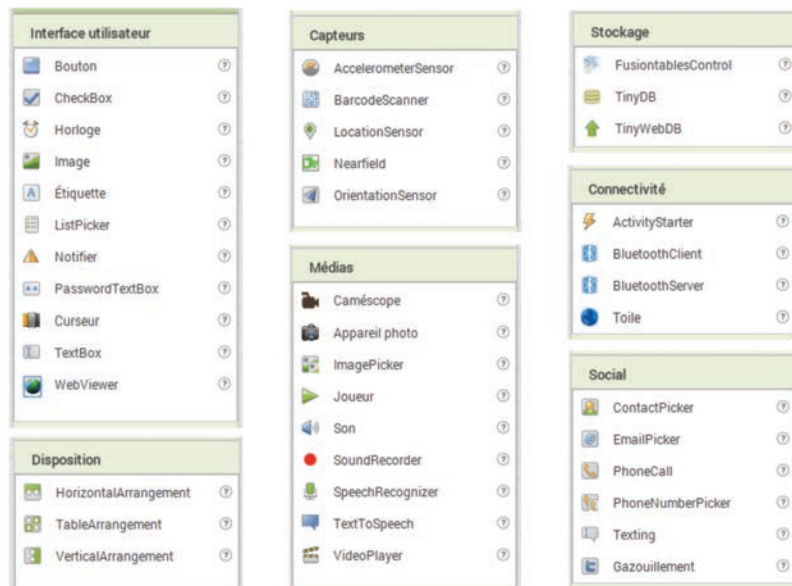 Interface utilisateur
Bouton
CheckBox
Horloge
Image
Étiquette
ListPicker
Notifier
PasswordTextBox
Curseur
TextBox
WebViewer
Disposition
HorizontalArrangement
TableArrangement
VerticalArrangement
Capteurs
AccelerometerSensor
BarcodeScanner
LocationSensor
Nearfield
OrientationSensor
Médias
Caméscope
Appareil photo
ImagePicker
Joueur
Son
SoundRecorder
SpeechRecognizer
TextToSpeech
VideoPlayer
Stockage
FusiontablesControl
TinyDB
TinyWebDB
Connectivité
ActivityStarter
BluetoothClient
BluetoothServer
Toile
Social
ContactPicker
EmailPicker
PhoneCall
PhoneNumberPicker
Texting
Gazouillement